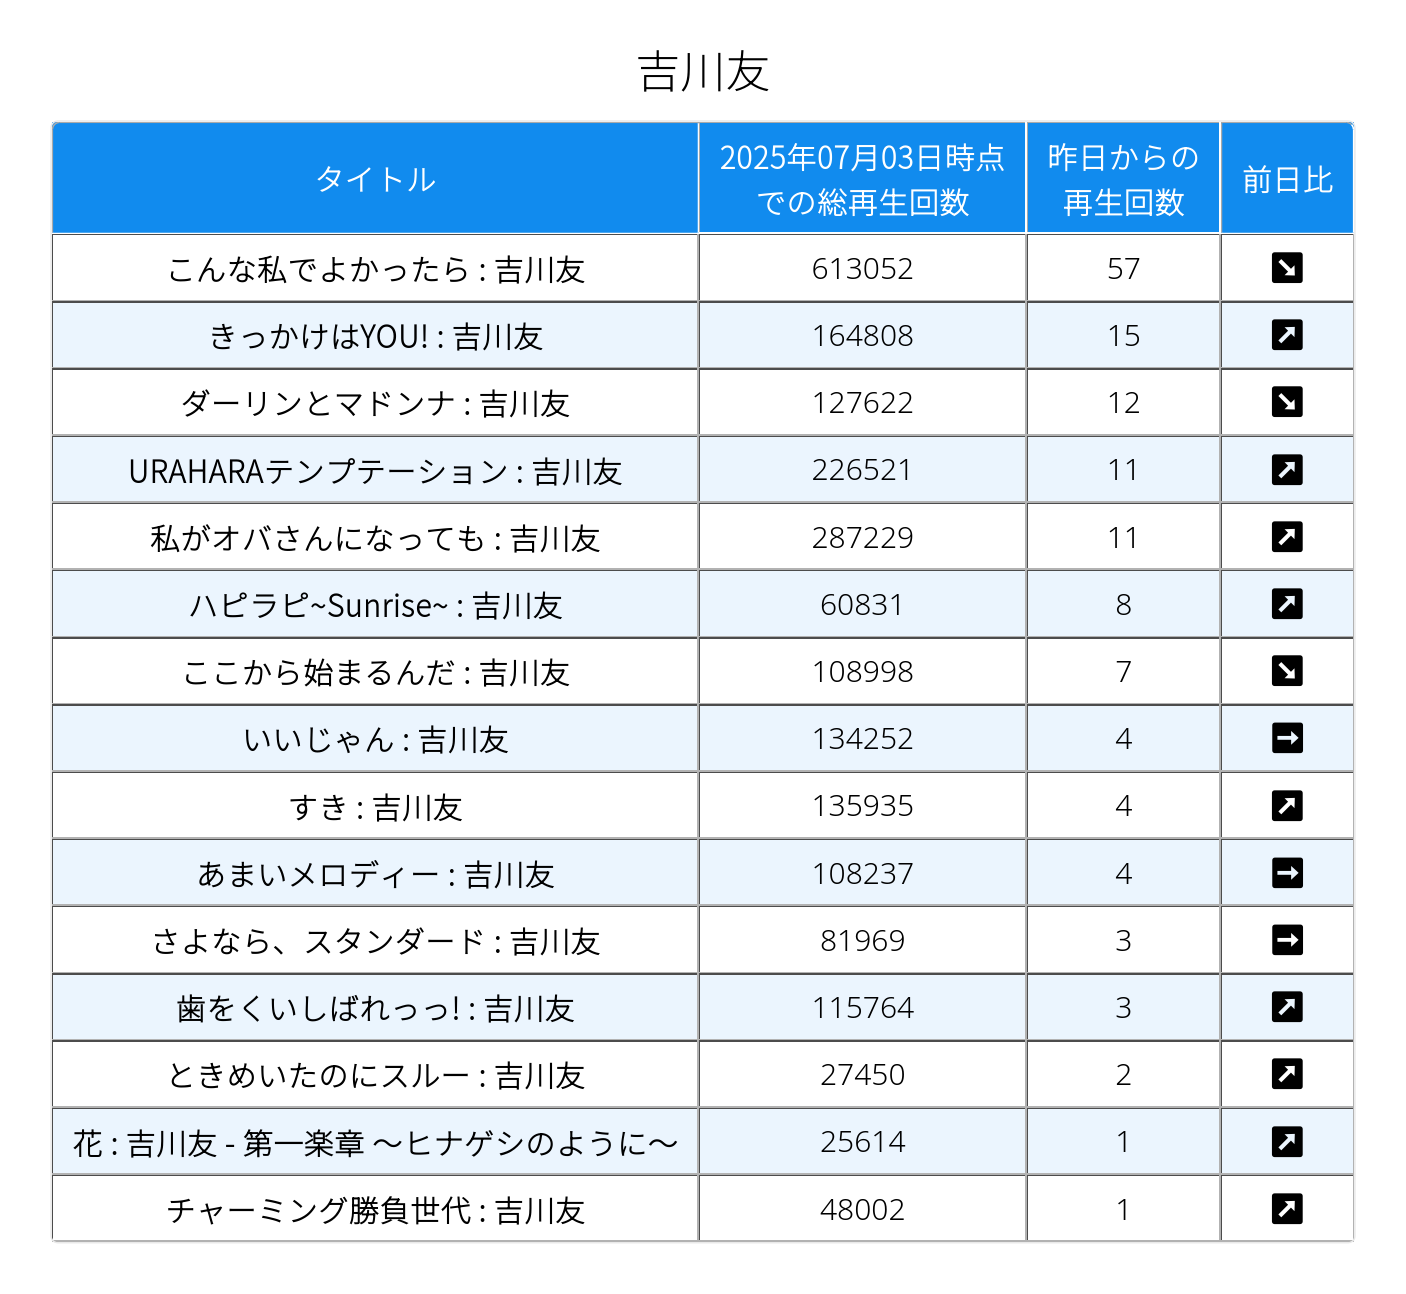 吉川友
タイトル
2025年07月03日時点
での総再生回数
昨日からの
再生回数
前日比
こんな私でよかったら : 吉川友 613052 57 ↘
きっかけはYOU! : 吉川友 164808 15 ↗
ダーリンとマドンナ : 吉川友 127622 12 ↘
URAHARAテンプテーション : 吉川友 226521 11 ↗
私がオバさんになっても : 吉川友 287229 11 ↗
ハピラピ~Sunrise~ : 吉川友 60831 8 ↗
ここから始まるんだ : 吉川友 108998 7 ↘
いいじゃん : 吉川友 134252 4 →
すき : 吉川友 135935 4 ↗
あまいメロディー : 吉川友 108237 4 →
さよなら、スタンダード : 吉川友 81969 3 →
歯をくいしばれっっ! : 吉川友 115764 3 ↗
ときめいたのにスルー : 吉川友 27450 2 ↗
花 : 吉川友 - 第一楽章 ～ヒナゲシのように～ 25614 1 ↗
チャーミング勝負世代 : 吉川友 48002 1 ↗